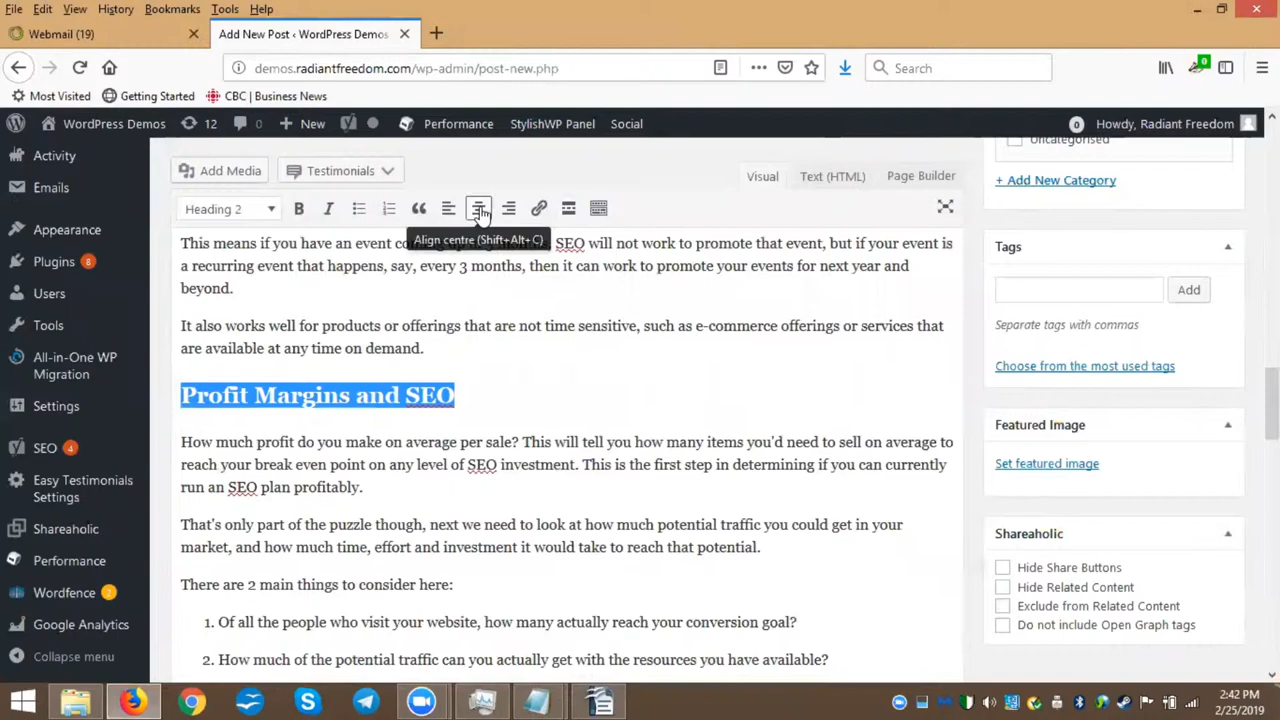 File Edit View History Bookmarks Tools Help
Webmail (19)
Add New Post ‹ WordPress Demos
demos.radiantfreedom.com/wp-admin/post-new.php
Search
0
Most Visited
Getting Started
CBC | Business News
WordPress Demos
12
0
New
Performance
StylishWP Panel
Social
0
Howdy, Radiant Freedom
Activity
Emails
Appearance
Plugins 8
Users
Tools
All-in-One WP
Migration
Settings
SEO 4
Easy Testimonials
Settings
Shareaholic
Performance
Wordfence 2
Google Analytics
Collapse menu
Add Media
Testimonials
Visual
Text (HTML)
Page Builder
Heading 2
B
I
Align centre (Shift+Alt+C)
This means if you have an event SEO will not work to promote that event, but if your event is
a recurring event that happens, say, every 3 months, then it can work to promote your events for next year and
beyond.
It also works well for products or offerings that are not time sensitive, such as e-commerce offerings or services that
are available at any time on demand.
Profit Margins and SEO
How much profit do you make on average per sale? This will tell you how many items you'd need to sell on average to
reach your break even point on any level of SEO investment. This is the first step in determining if you can currently
run an SEO plan profitably.
That's only part of the puzzle though, next we need to look at how much potential traffic you could get in your
market, and how much time, effort and investment it would take to reach that potential.
There are 2 main things to consider here:
1. Of all the people who visit your website, how many actually reach your conversion goal?
2. How much of the potential traffic can you actually get with the resources you have available?
Uncategorised
+ Add New Category
Tags
Add
Separate tags with commas
Choose from the most used tags
Featured Image
Set featured image
Shareaholic
Hide Share Buttons
Hide Related Content
Exclude from Related Content
Do not include Open Graph tags
2:42 PM
2/25/2019